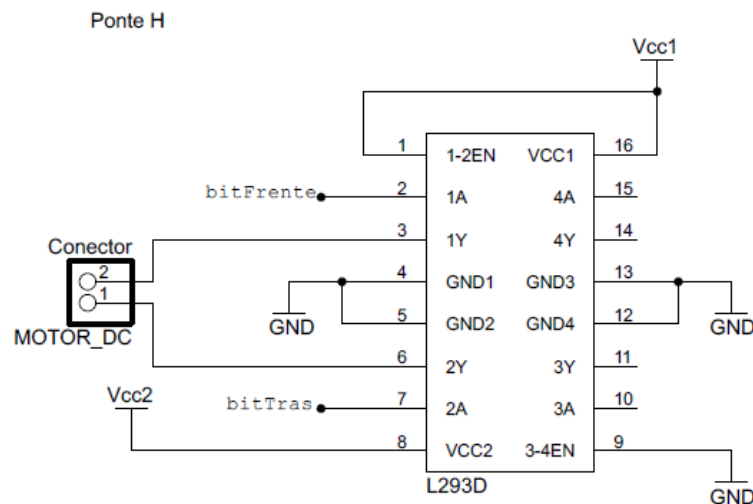 Ponte H
Vcc1
1 1-2EN VCC1 16
bitFrente 2 1A 4A 15
3 1Y 4Y 14
Conector
2
1
MOTOR_DC
4 GND1 GND3 13
GND 5 GND2 GND4 12 GND
6 2Y 3Y 11
Vcc2
bitTras 7 2A 3A 10
8 VCC2 3-4EN 9
L293D
GND